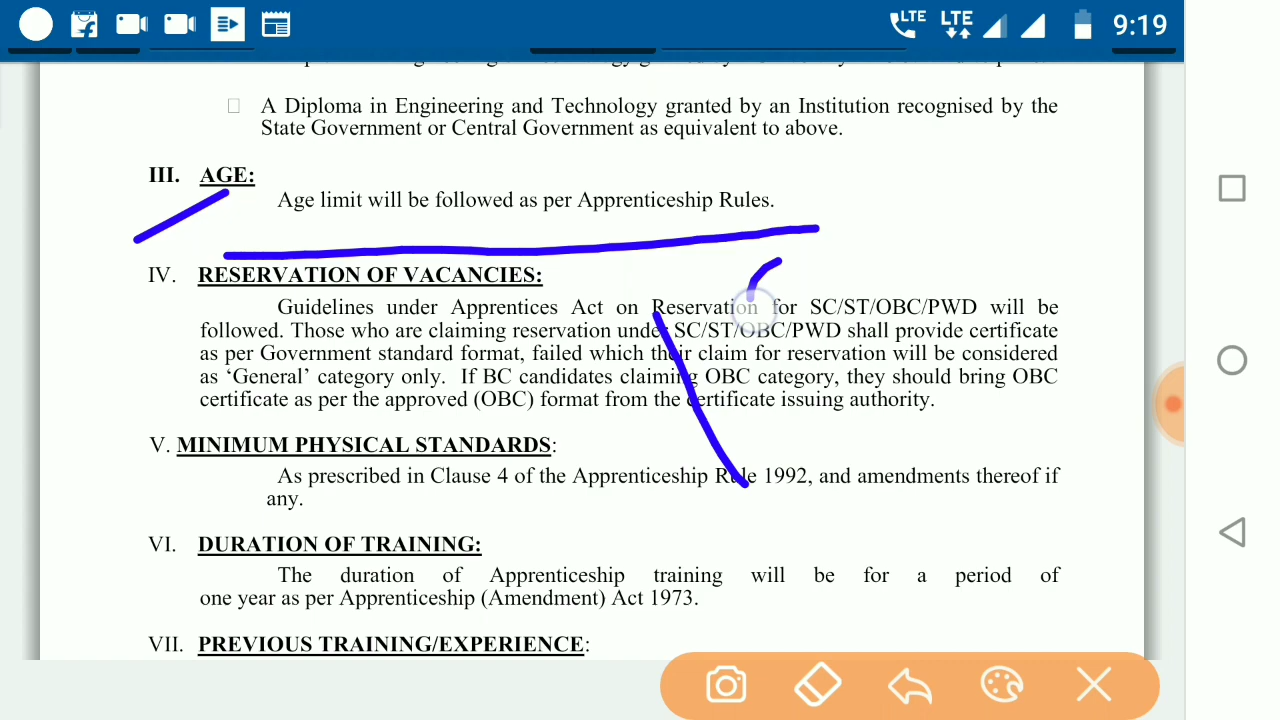 LTE LTE 9:19
A Diploma in Engineering and Technology granted by an Institution recognised by the
State Government or Central Government as equivalent to above.
III. AGE:
Age limit will be followed as per Apprenticeship Rules.
IV. RESERVATION OF VACANCIES:
Guidelines under Apprentices Act on Reservation for SC/ST/OBC/PWD will be
followed. Those who are claiming reservation under SC/ST/OBC/PWD shall provide certificate
as per Government standard format, failed which their claim for reservation will be considered
as ‘General’ category only. If BC candidates claiming OBC category, they should bring OBC
certificate as per the approved (OBC) format from the certificate issuing authority.
V. MINIMUM PHYSICAL STANDARDS:
As prescribed in Clause 4 of the Apprenticeship Rule 1992, and amendments thereof if
any.
VI. DURATION OF TRAINING:
The duration of Apprenticeship training will be for a period of
one year as per Apprenticeship (Amendment) Act 1973.
VII. PREVIOUS TRAINING/EXPERIENCE: